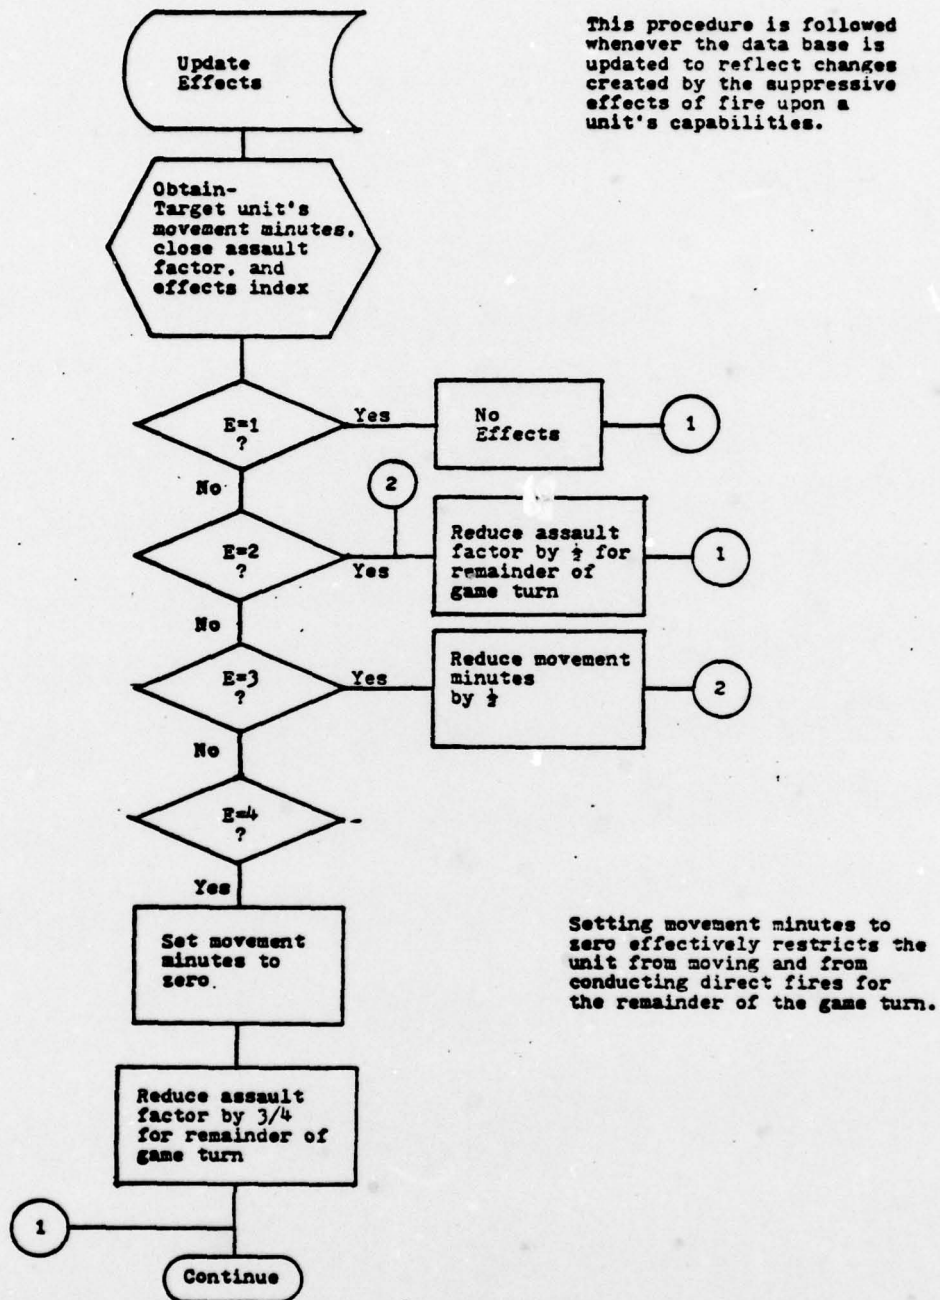 Update
Effects
This procedure is followed
whenever the data base is
updated to reflect changes
created by the suppressive
effects of fire upon a
unit's capabilities.
Obtain-
Target unit's
movement minutes,
close assault
factor, and
effects index
E=1
?
Yes
No
Effects
1
No
2
E=2
?
Yes
Reduce assault
factor by ½ for
remainder of
game turn
1
No
E=3
?
Yes
Reduce movement
minutes
by ½
2
No
E=4
?
Yes
Set movement
minutes to
zero.
Setting movement minutes to
zero effectively restricts the
unit from moving and from
conducting direct fires for
the remainder of the game turn.
Reduce assault
factor by 3/4
for remainder of
game turn
1
Continue